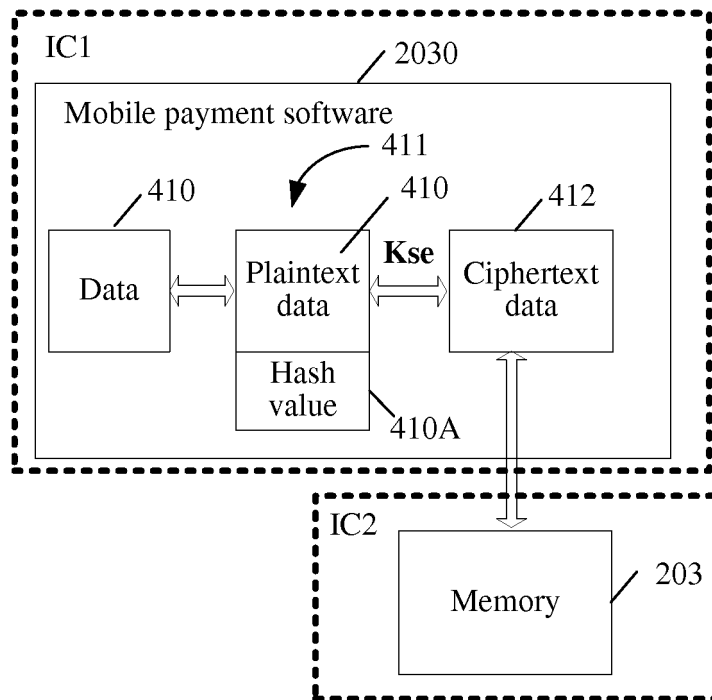 IC1
2030
Mobile payment software
411
410
410
412
Kse
Data
Plaintext
data
Ciphertext
data
Hash
value
410A
IC2
203
Memory